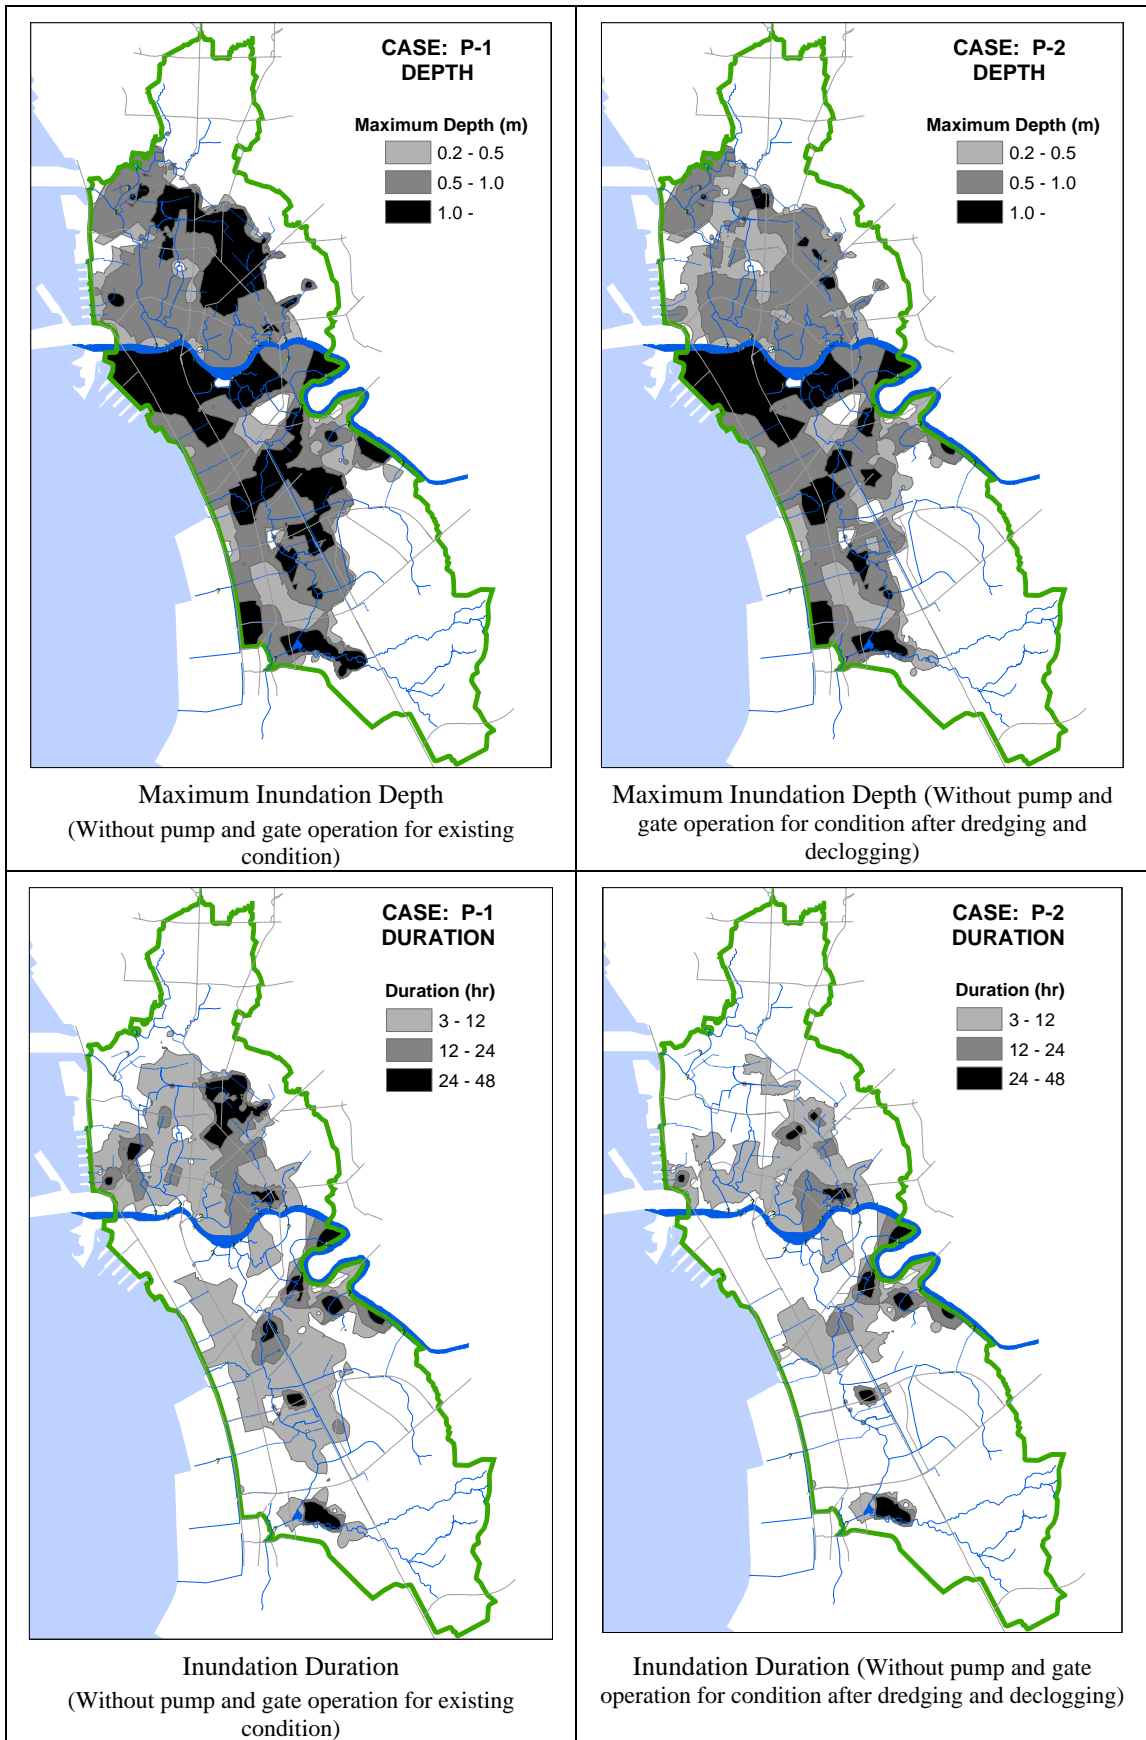 CASE: P-1
DEPTH
Maximum Depth (m)
0.2 - 0.5
0.5 - 1.0
1.0 -
Maximum Inundation Depth
(Without pump and gate operation for existing
condition)
CASE: P-2
DEPTH
Maximum Depth (m)
0.2 - 0.5
0.5 - 1.0
1.0 -
Maximum Inundation Depth (Without pump and
gate operation for condition after dredging and
declogging)
CASE: P-1
DURATION
Duration (hr)
3 - 12
12 - 24
24 - 48
Inundation Duration
(Without pump and gate operation for existing
condition)
CASE: P-2
DURATION
Duration (hr)
3 - 12
12 - 24
24 - 48
Inundation Duration (Without pump and gate
operation for condition after dredging and declogging)